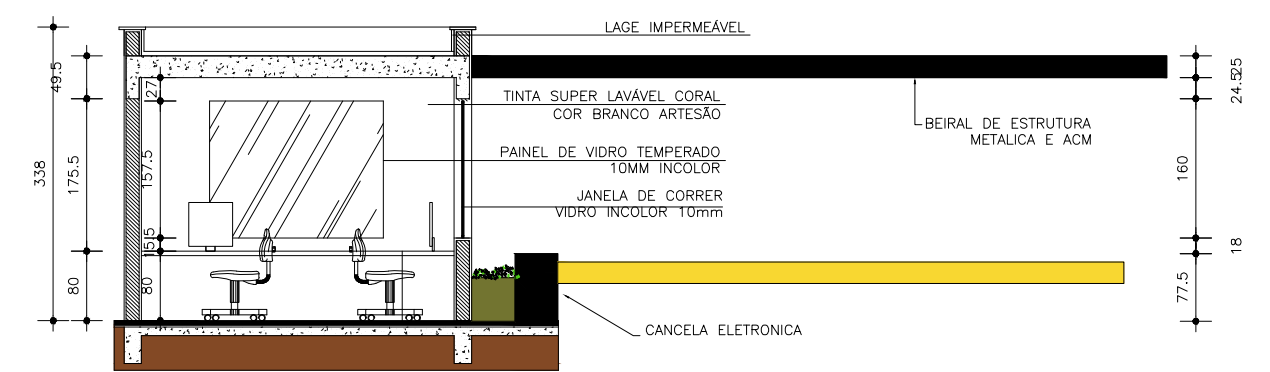 LAGE IMPERMEÁVEL
TINTA SUPER LAVÁVEL CORAL
COR BRANCO ARTESÃO
PAINEL DE VIDRO TEMPERADO
10MM INCOLOR
JANELA DE CORRER
VIDRO INCOLOR 10mm
BEIRAL DE ESTRUTURA
METALICA E ACM
CANCELA ELETRONICA
338
49.5
175.5
80
27
157.5
15.5
80
25
24.5
160
18
77.5